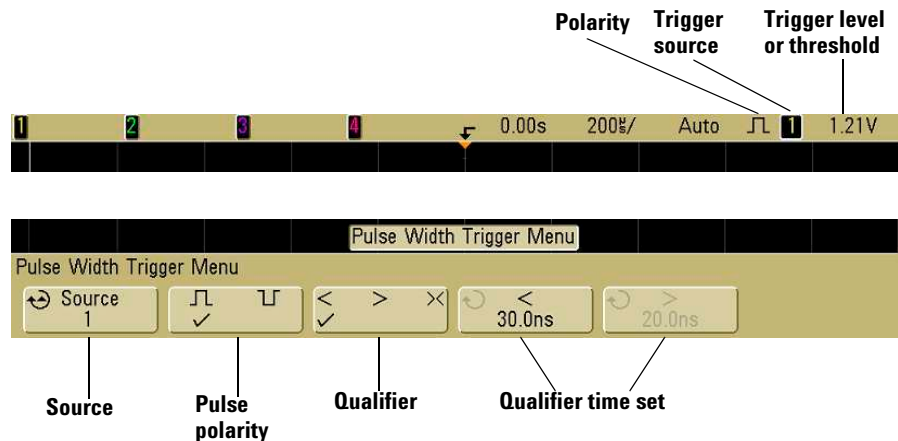 Polarity Trigger source Trigger level or threshold
1 2 3 4 0.00s 200㎲/ Auto 1 1.21V
Pulse Width Trigger Menu
Pulse Width Trigger Menu
Source 1 ✓ < > >< ✓ < 30.0ns > 20.0ns
Source Pulse polarity Qualifier Qualifier time set